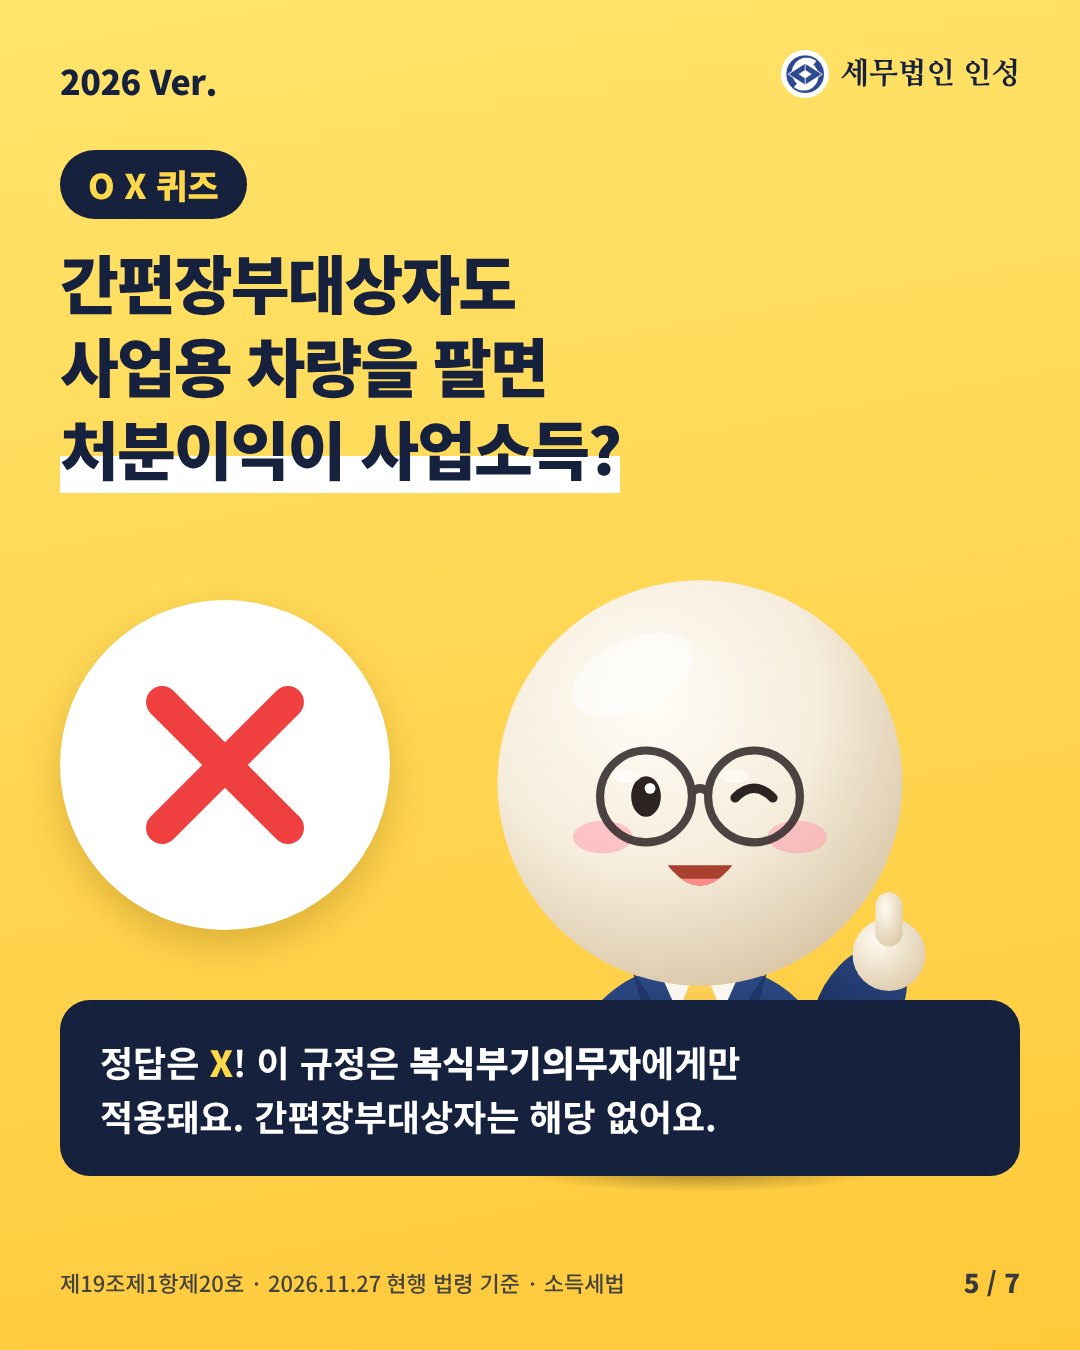 2026 Ver.
세무법인 인성
O X 퀴즈
간편장부대상자도
사업용 차량을 팔면
처분이익이 사업소득?
정답은 X! 이 규정은 복식부기의무자에게만
적용돼요. 간편장부대상자는 해당 없어요.
제19조제1항제20호 · 2026.11.27 현행 법령 기준 · 소득세법
5 / 7